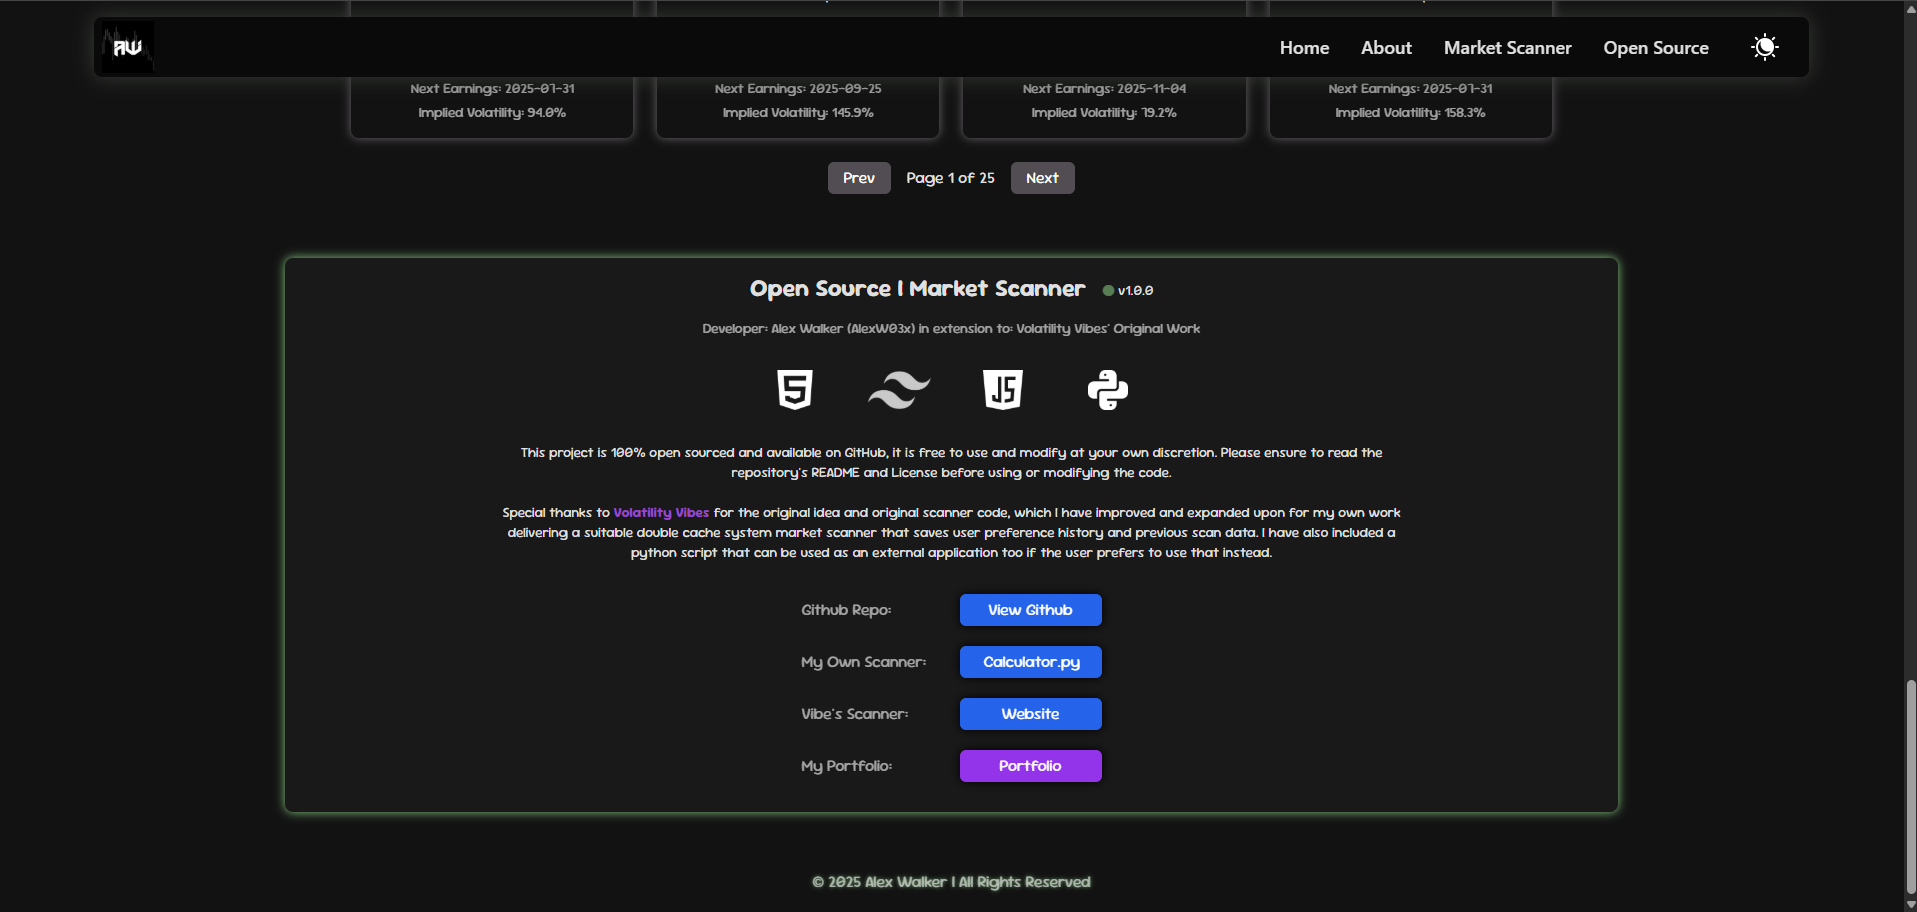 AW
Home About Market Scanner Open Source
Next Earnings: 2025-07-31 Next Earnings: 2025-09-25 Next Earnings: 2025-11-04 Next Earnings: 2025-07-31
Implied Volatility: 94.0% Implied Volatility: 145.9% Implied Volatility: 79.2% Implied Volatility: 158.3%
Prev Page 1 of 25 Next
Open Source | Market Scanner v1.0.0
Developer: Alex Walker (AlexW03x) in extension to: Volatility Vibes' Original Work
5 JS
This project is 100% open sourced and available on GitHub, it is free to use and modify at your own discretion. Please ensure to read the
repository's README and License before using or modifying the code.
Special thanks to Volatility Vibes for the original idea and original scanner code, which I have improved and expanded upon for my own work
delivering a suitable double cache system market scanner that saves user preference history and previous scan data. I have also included a
python script that can be used as an external application too if the user prefers to use that instead.
Github Repo: View Github
My Own Scanner: Calculator.py
Vibe's Scanner: Website
My Portfolio: Portfolio
© 2025 Alex Walker | All Rights Reserved